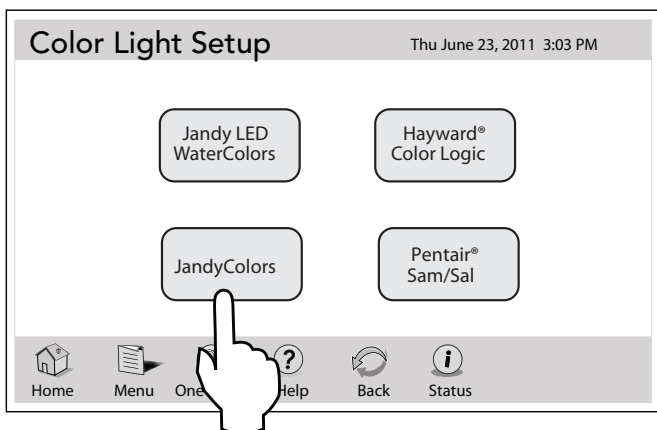 Color Light Setup
Thu June 23, 2011 3:03 PM
Jandy LED
WaterColors
Hayward®
Color Logic
JandyColors
Pentair®
Sam/Sal
?
i
Home Menu One Help Back Status